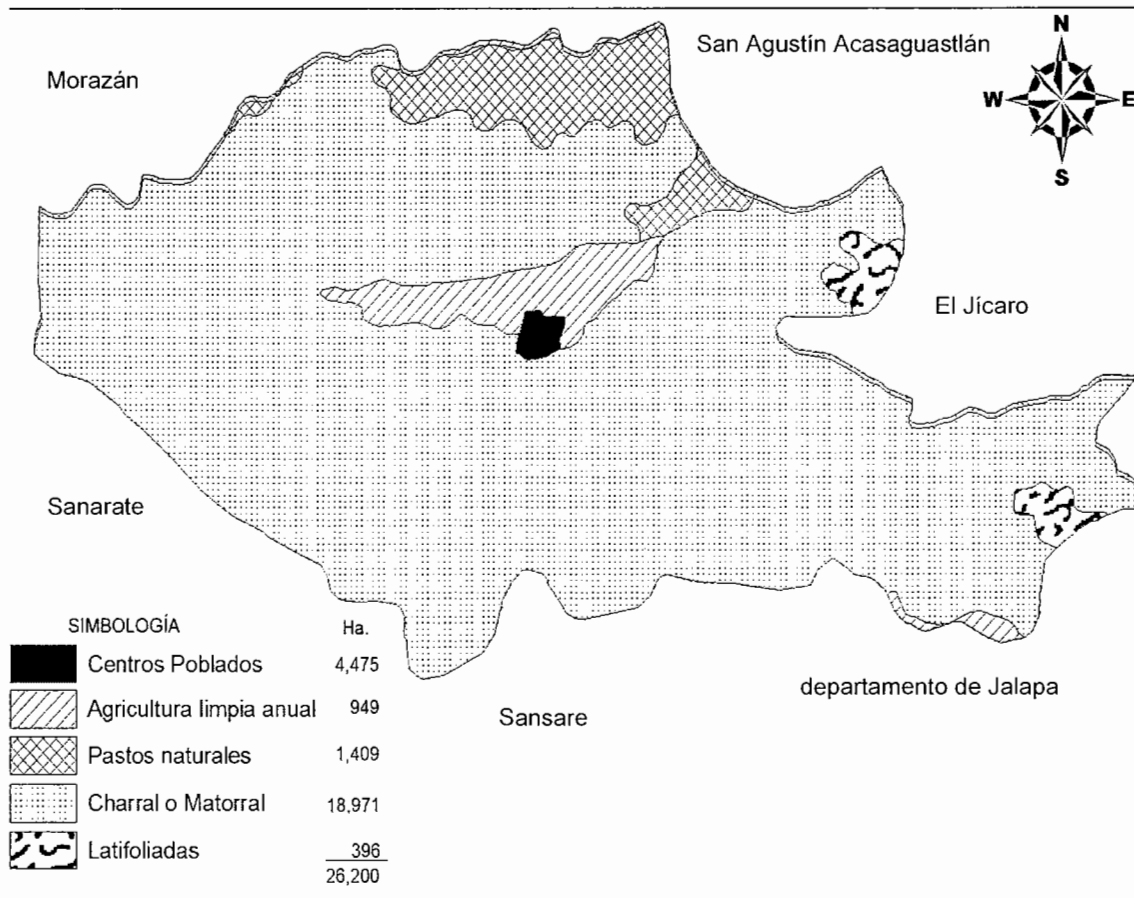 San Agustín Acasaguastlán
N
Morazán
W E
S
El Jícaro
Sanarate
SIMBOLOGÍA Ha.
Centros Poblados 4,475
departamento de Jalapa
Agricultura limpia anual 949
Sansare
Pastos naturales 1,409
Charral o Matorral 18,971
Latifoliadas 396
26,200